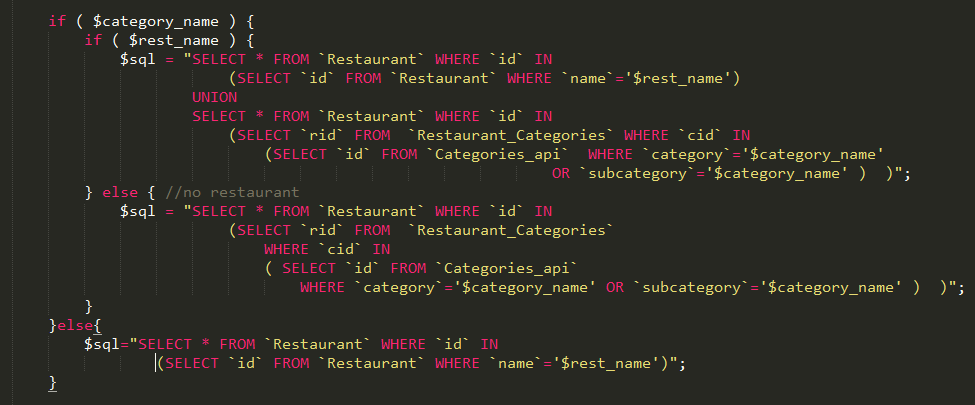 if ( $category_name ) {
if ( $rest_name ) {
$sql = "SELECT * FROM `Restaurant` WHERE `id` IN
(SELECT `id` FROM `Restaurant` WHERE `name`='$rest_name')
UNION
SELECT * FROM `Restaurant` WHERE `id` IN
(SELECT `rid` FROM  `Restaurant_Categories` WHERE `cid` IN
(SELECT `id` FROM `Categories_api`  WHERE `category`='$category_name'
OR `subcategory`='$category_name' )  )";
} else { //no restaurant
$sql = "SELECT * FROM `Restaurant` WHERE `id` IN
(SELECT `rid` FROM  `Restaurant_Categories`
WHERE `cid` IN
( SELECT `id` FROM `Categories_api`
WHERE `category`='$category_name' OR `subcategory`='$category_name' )  )";
}
}else{
$sql="SELECT * FROM `Restaurant` WHERE `id` IN
(SELECT `id` FROM `Restaurant` WHERE `name`='$rest_name')";
}